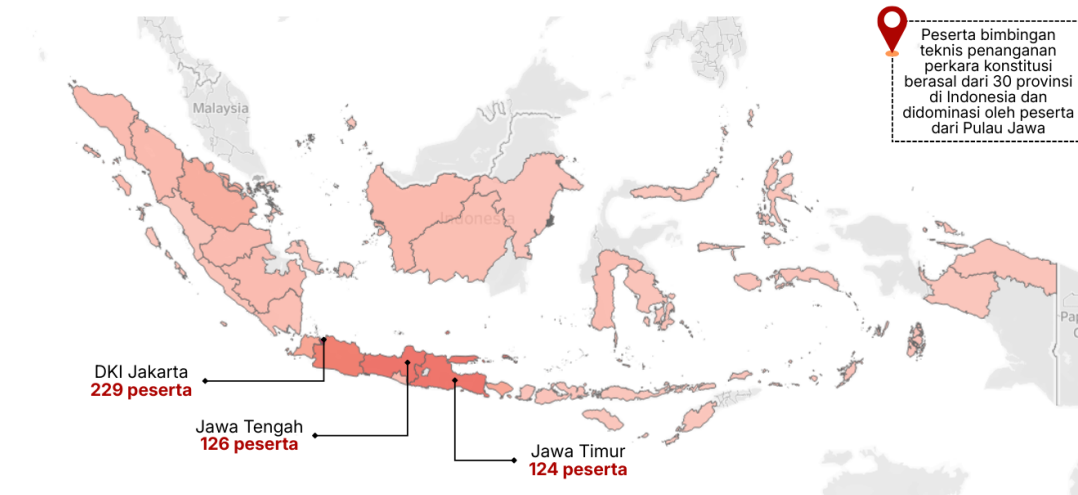 Peserta bimbingan
teknis penanganan
perkara konstitusi
berasal dari 30 provinsi
di Indonesia dan
didominasi oleh peserta
dari Pulau Jawa
Malaysia
Indonesia
DKI Jakarta
229 peserta
Jawa Tengah
126 peserta
Jawa Timur
124 peserta